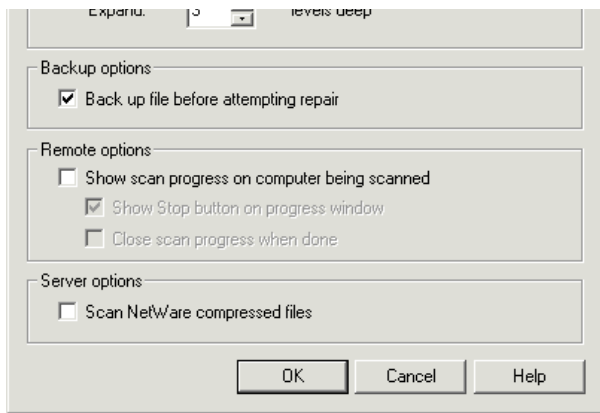 Expand: 3 levels deep
Backup options
Back up file before attempting repair
Remote options
Show scan progress on computer being scanned
Show Stop button on progress window
Close scan progress when done
Server options
Scan NetWare compressed files
OK Cancel Help